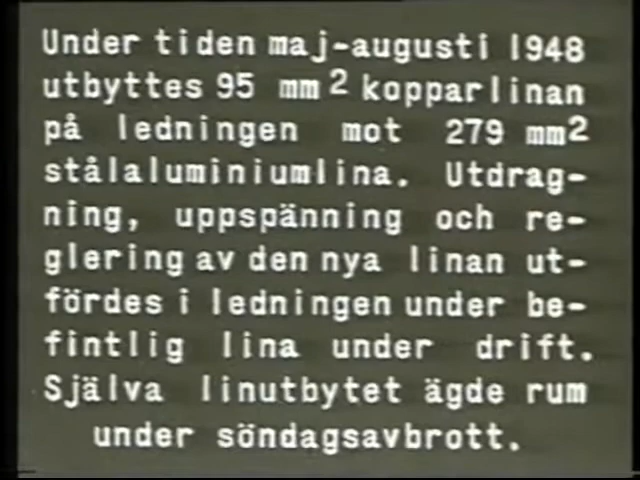 Under tiden maj-augusti 1948
utbyttes 95 mm2 kopparlinan
på ledningen mot 279 mm2
stålaluminiumlina. Utdrag-
ning, uppspänning och re-
glering av den nya linan ut-
fördes i ledningen under be-
fintlig lina under drift.
Själva linutbytet ägde rum
under söndagsavbrott.